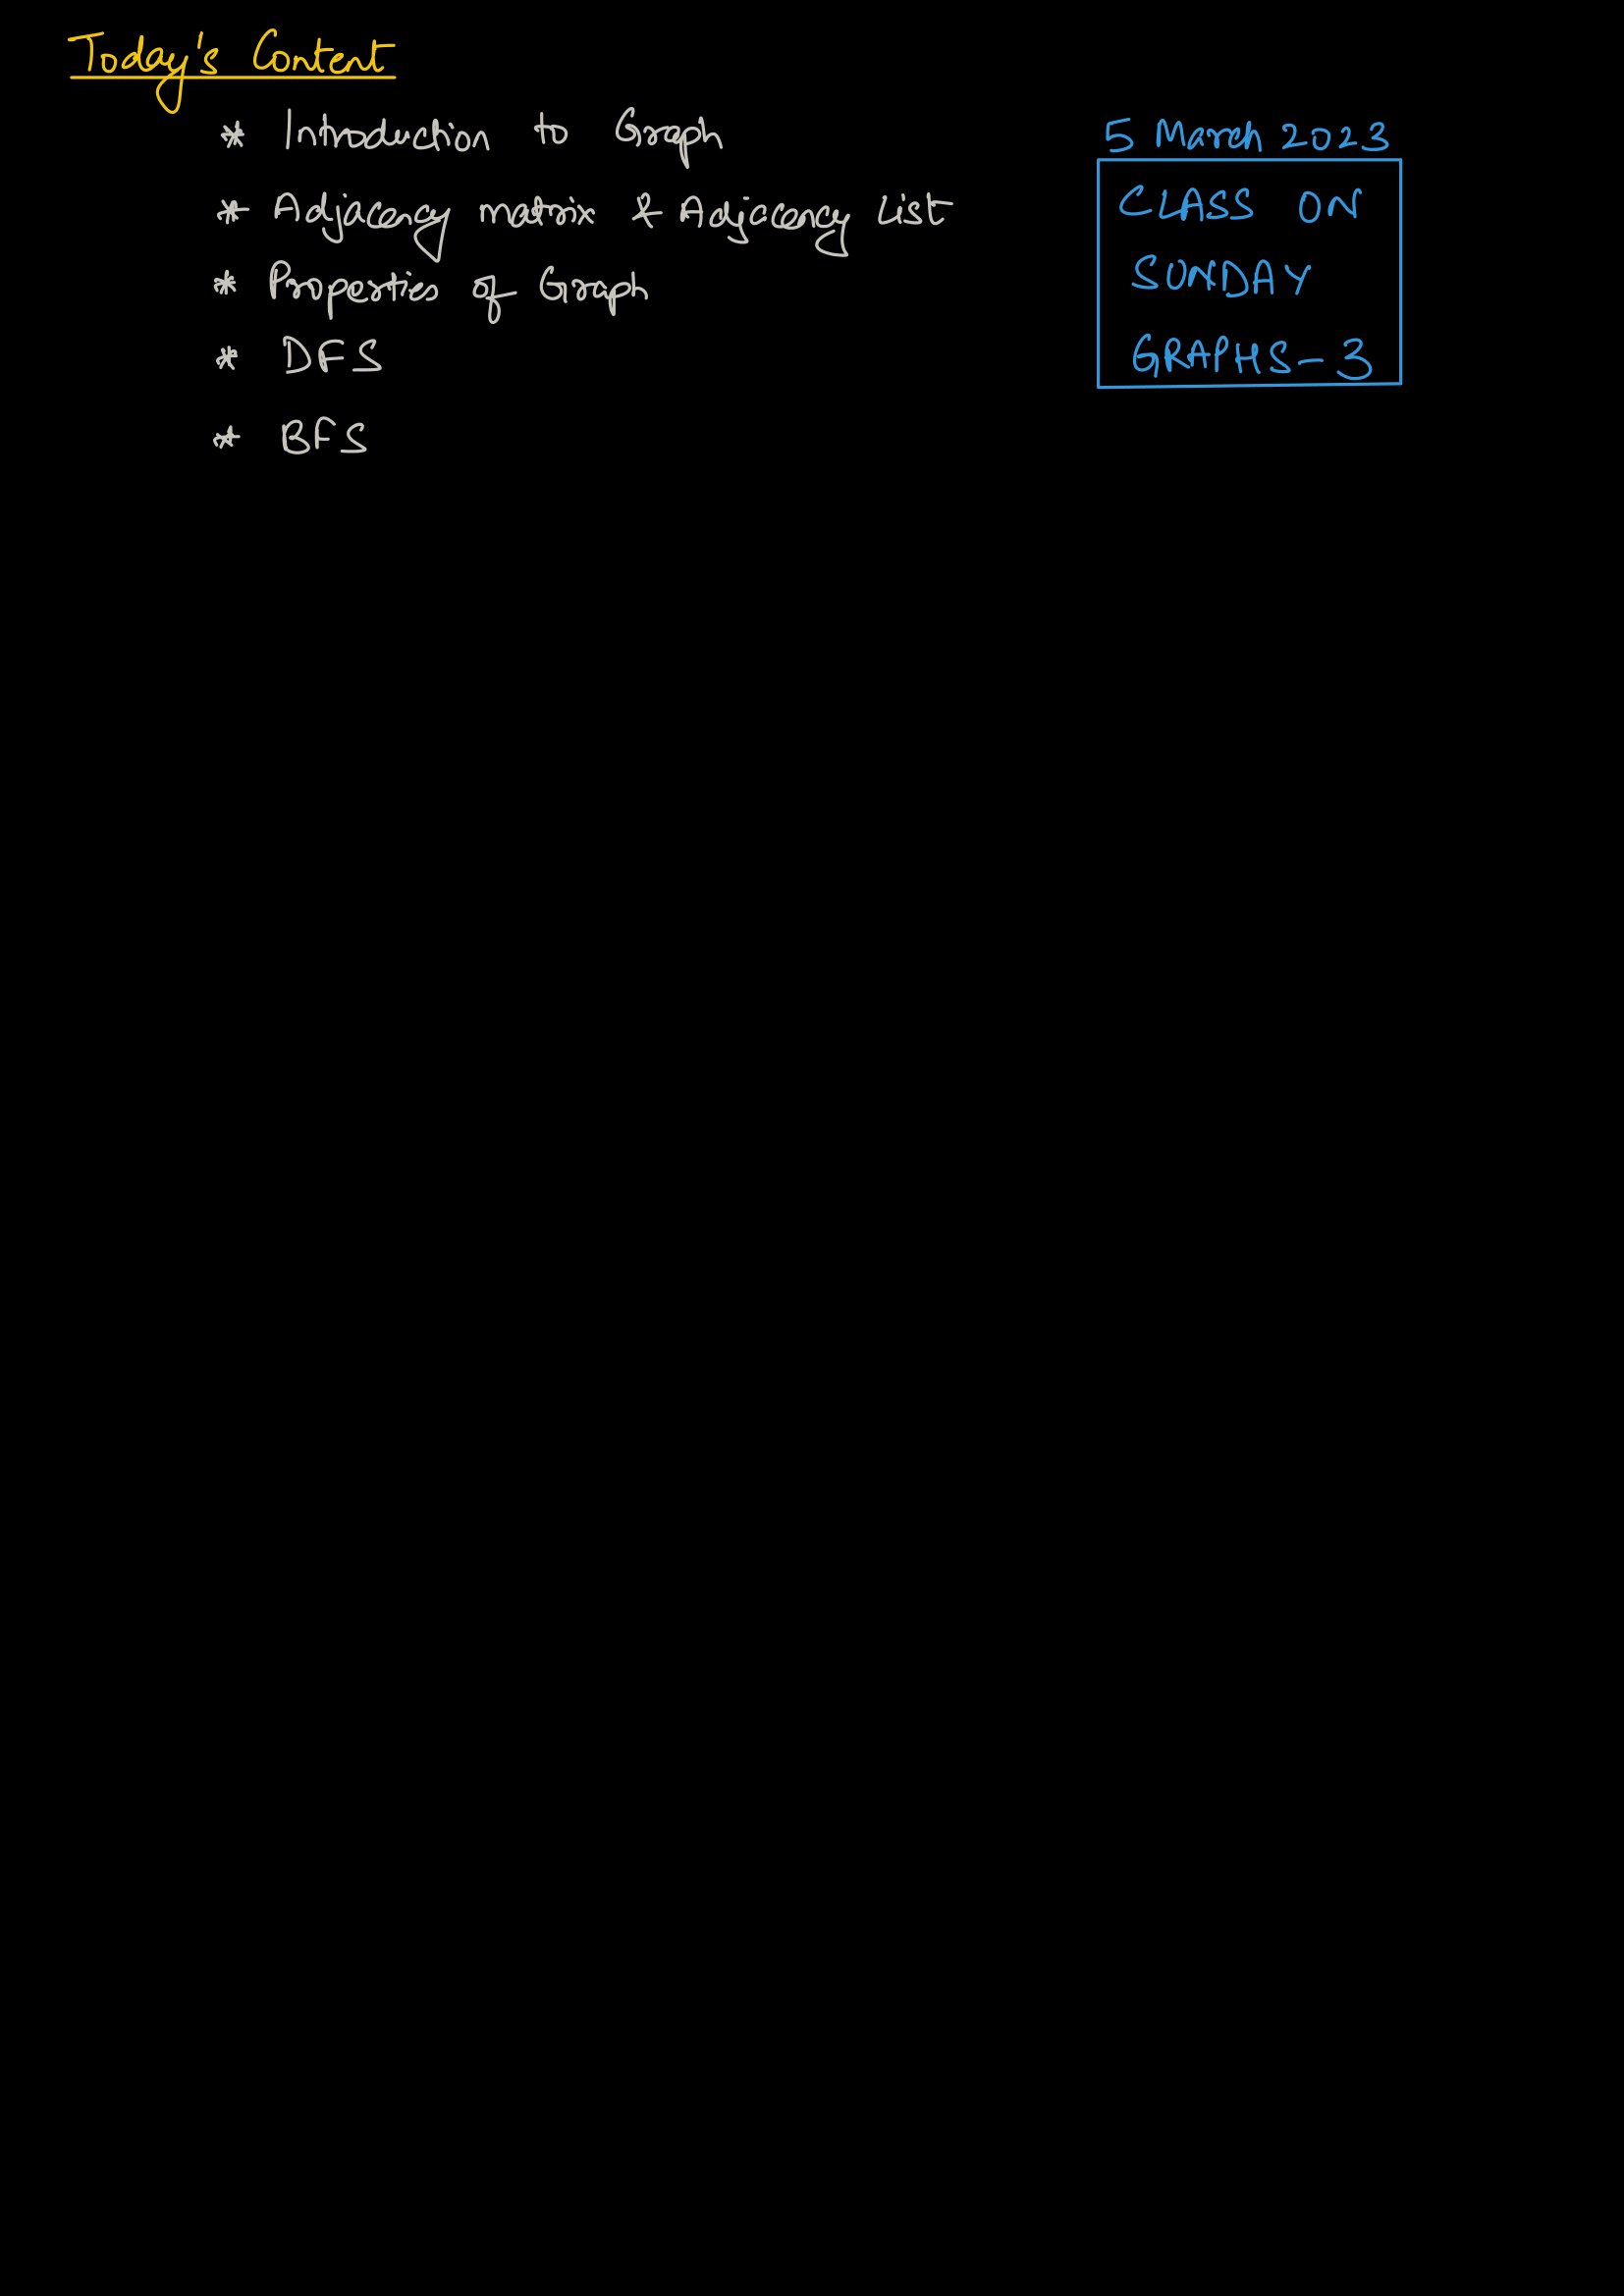 Today's Content
* Introduction to Graph
* Adjacency matrix & Adjacency List
* Properties of Graph
* DFS
* BFS
5 March 2023
CLASS ON
SUNDAY
GRAPHS-3